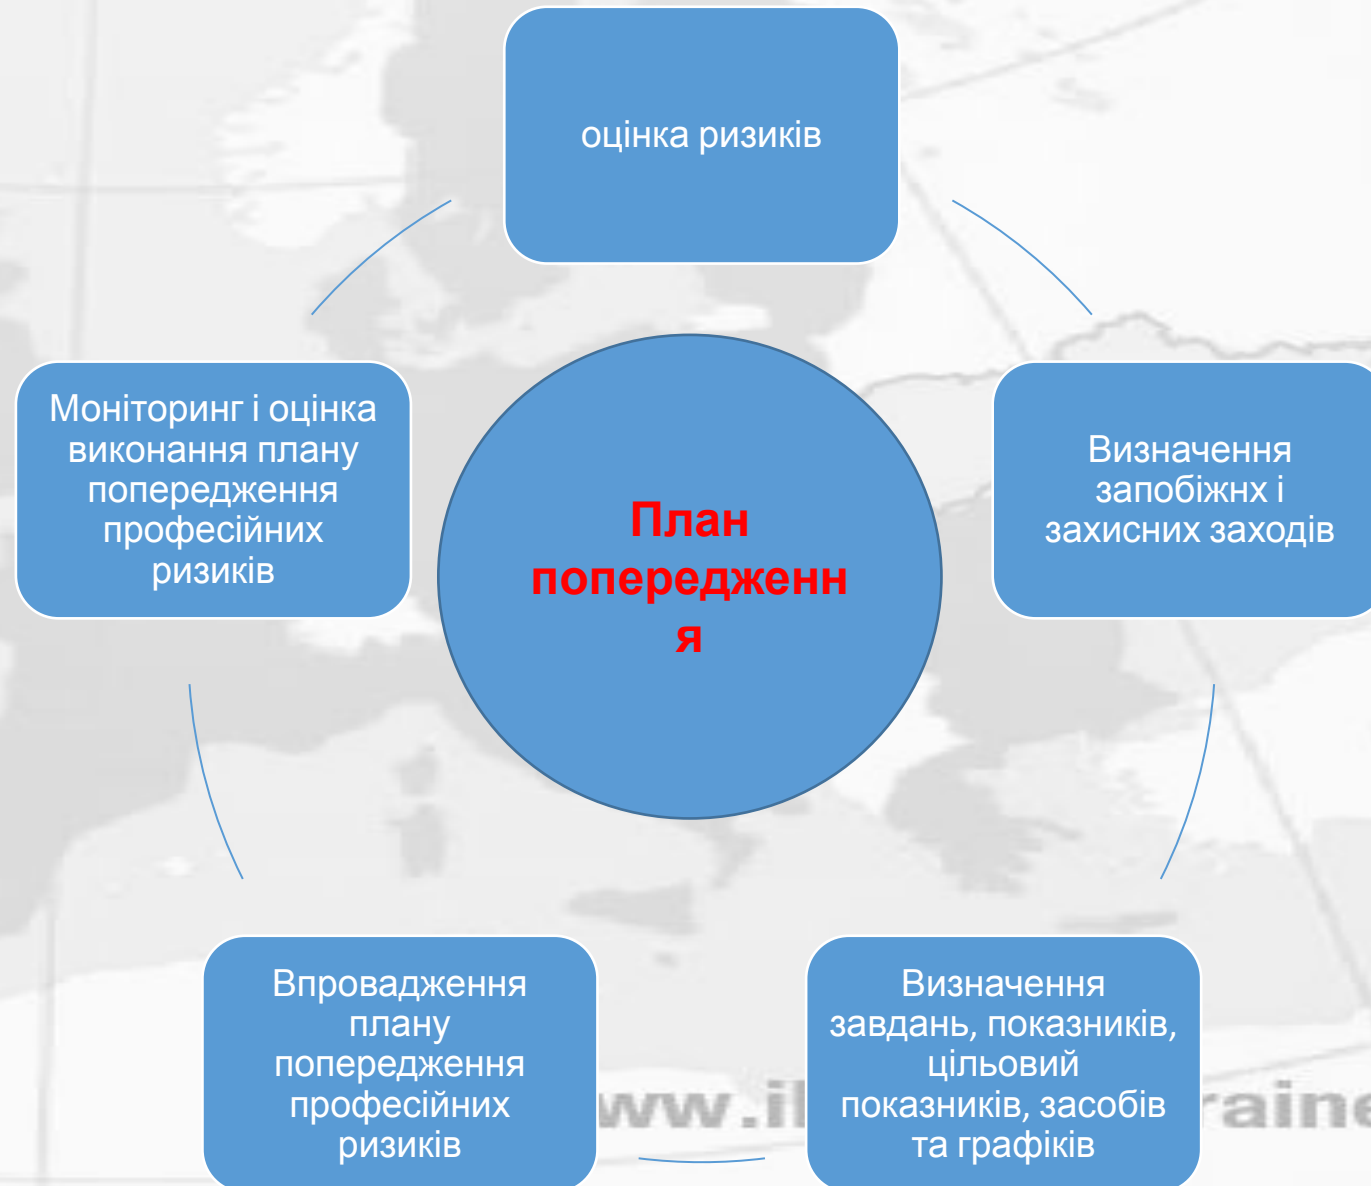 оцінка ризиків
Моніторинг і оцінка
виконання плану
попередження
професійних
ризиків
План
попередженн
я
Визначення
запобіжнх і
захисних заходів
Впровадження
плану
попередження
професійних
ризиків
Визначення
завдань, показників,
цільовий
показників, засобів
та графіків